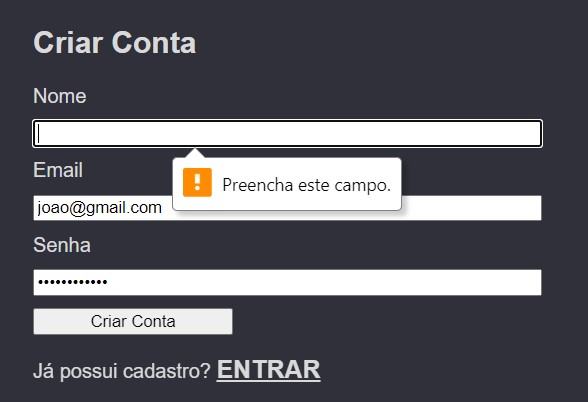 Criar Conta
Nome
Email
Preencha este campo.
joao@gmail.com
Senha
••••••••••••
Criar Conta
Já possui cadastro? ENTRAR